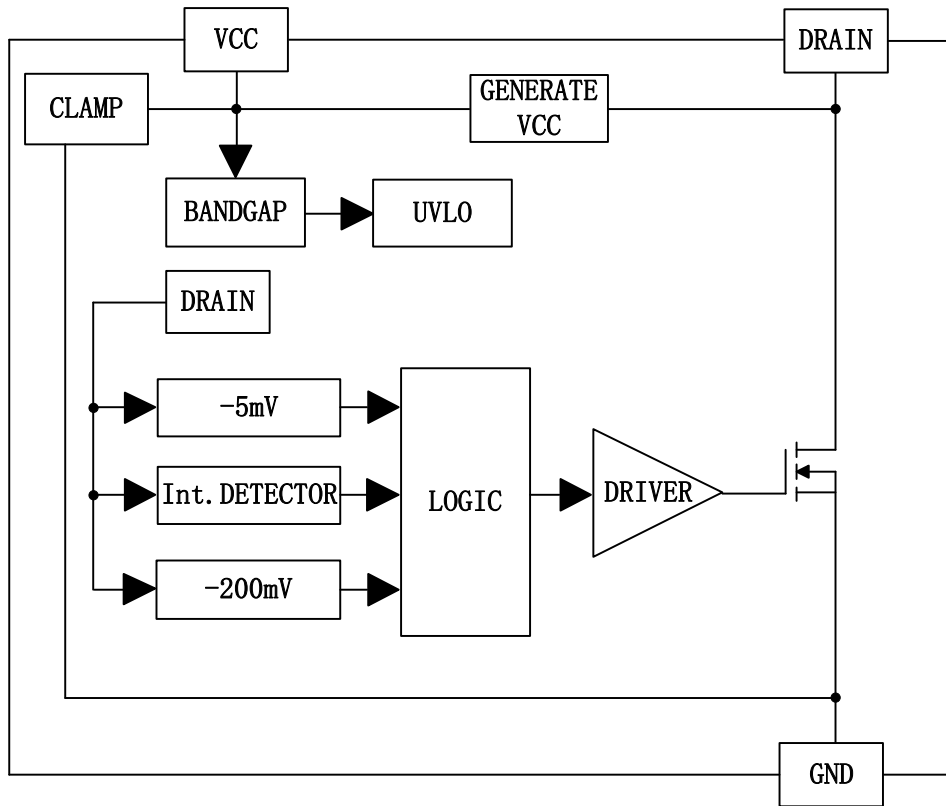 VCC
DRAIN
CLAMP
GENERATE
VCC
BANDGAP
UVLO
DRAIN
-5mV
Int. DETECTOR
LOGIC
DRIVER
-200mV
GND